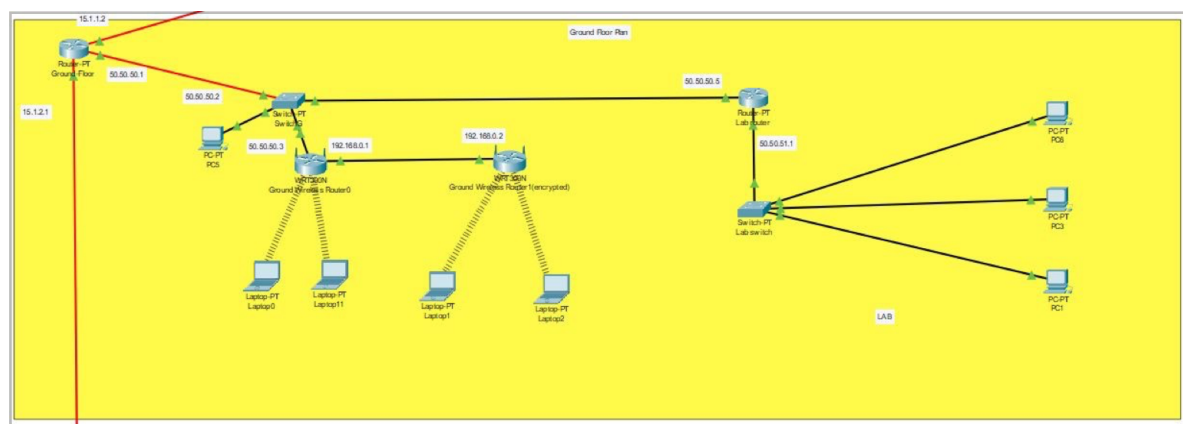 15.1.1.2
Ground Floor Plan
Router-PT
Ground-Floor
50.50.50.1
15.1.2.1
50.50.50.2
Switch-PT
Switch3
PC-PT
PC5
50.50.50.3
192.168.0.1
WRT300N
Ground Wireless Router0
192.168.0.2
WRT300N
Ground Wireless Router1(encrypted)
50.50.50.5
Router-PT
Lab-router
50.50.51.1
Switch-PT
Lab-switch
PC-PT
PC3
PC-PT
PC1
PC-PT
Laptop-PT
Laptop0
Laptop-PT
Laptop11
Laptop-PT
Laptop1
Laptop-PT
Laptop2
LAB